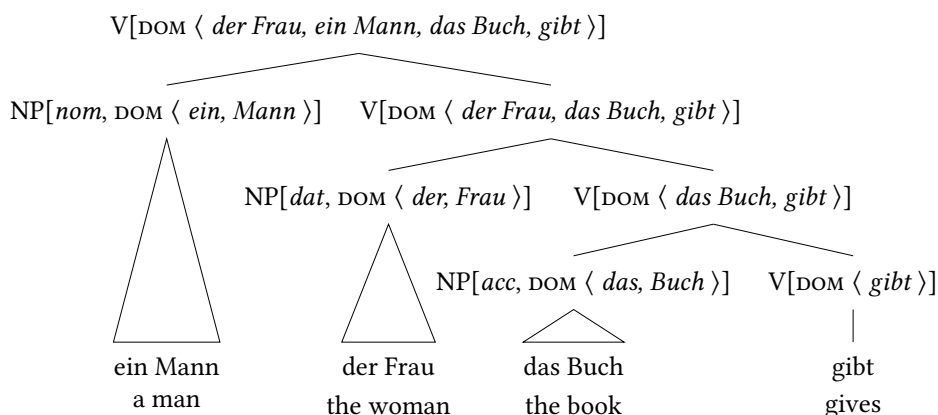 V[DOM ⟨ der Frau, ein Mann, das Buch, gibt ⟩]
NP[nom, DOM ⟨ ein, Mann ⟩] V[DOM ⟨ der Frau, das Buch, gibt ⟩]
NP[dat, DOM ⟨ der, Frau ⟩] V[DOM ⟨ das Buch, gibt ⟩]
NP[acc, DOM ⟨ das, Buch ⟩] V[DOM ⟨ gibt ⟩]
ein Mann der Frau das Buch gibt
a man the woman the book gives